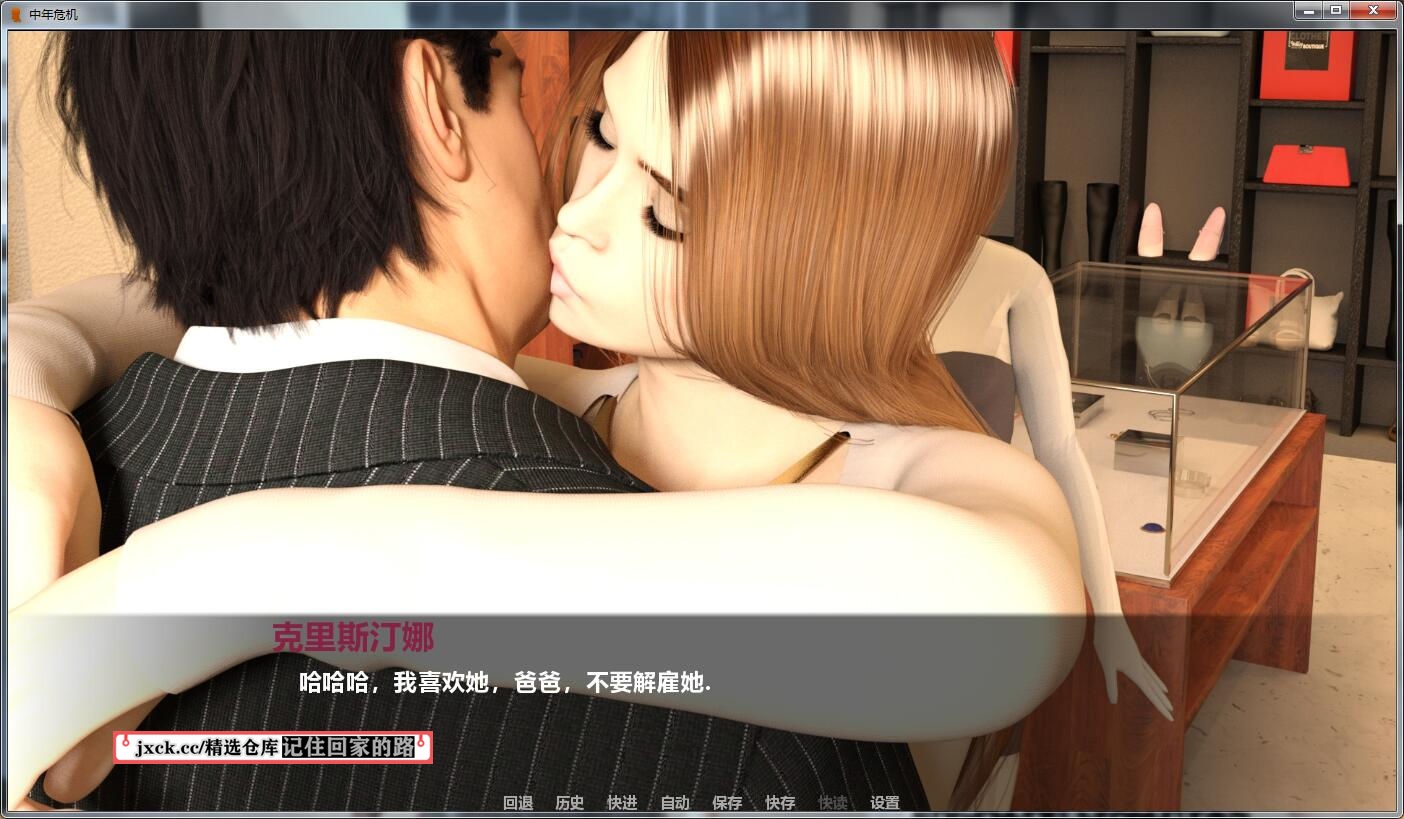 中年危机
CLOTHES
BOUTIQUE
克里斯汀娜
哈哈哈，我喜欢她，爸爸，不要解雇她.
jxck.cc/精选仓库 记住回家的路
回退 历史 快进 自动 保存 快存 快读 设置